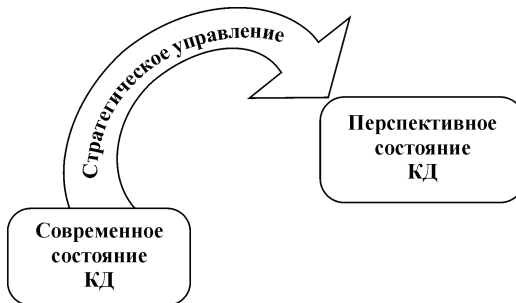 Стратегическое управление
Перспективное
состояние
КД
Современное
состояние
КД